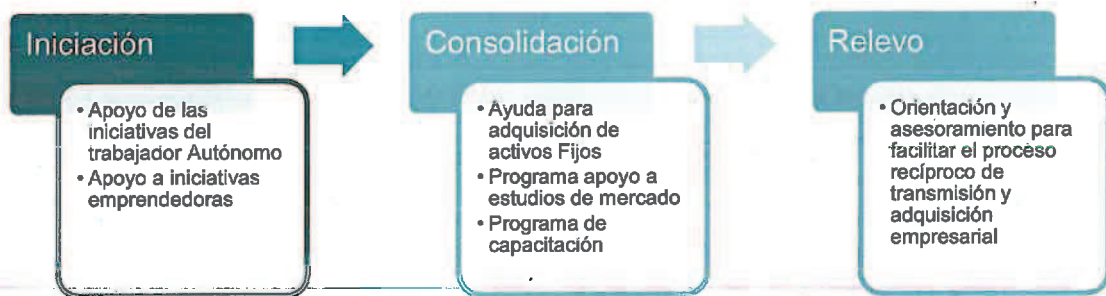 Iniciación
• Apoyo de las
iniciativas del
trabajador Autónomo
• Apoyo a iniciativas
emprendedoras
Consolidación
• Ayuda para
adquisición de
activos Fijos
• Programa apoyo a
estudios de mercado
• Programa de
capacitación
Relevo
• Orientación y
asesoramiento para
facilitar el proceso
recíproco de
transmisión y
adquisición
empresarial